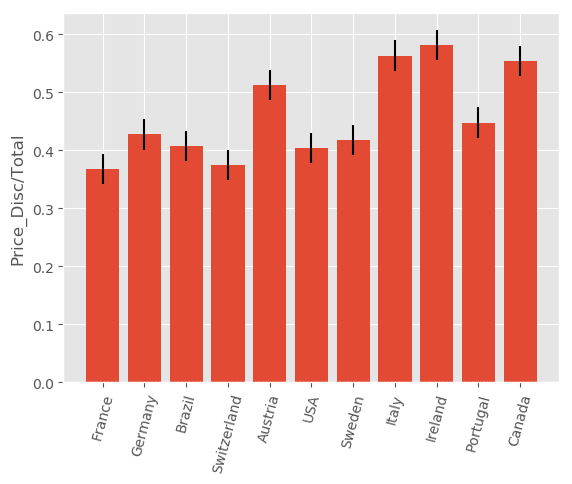 Price_Disc/Total
0.6
0.5
0.4
0.3
0.2
0.1
0.0
France
Germany
Brazil
Switzerland
Austria
USA
Sweden
Italy
Ireland
Portugal
Canada